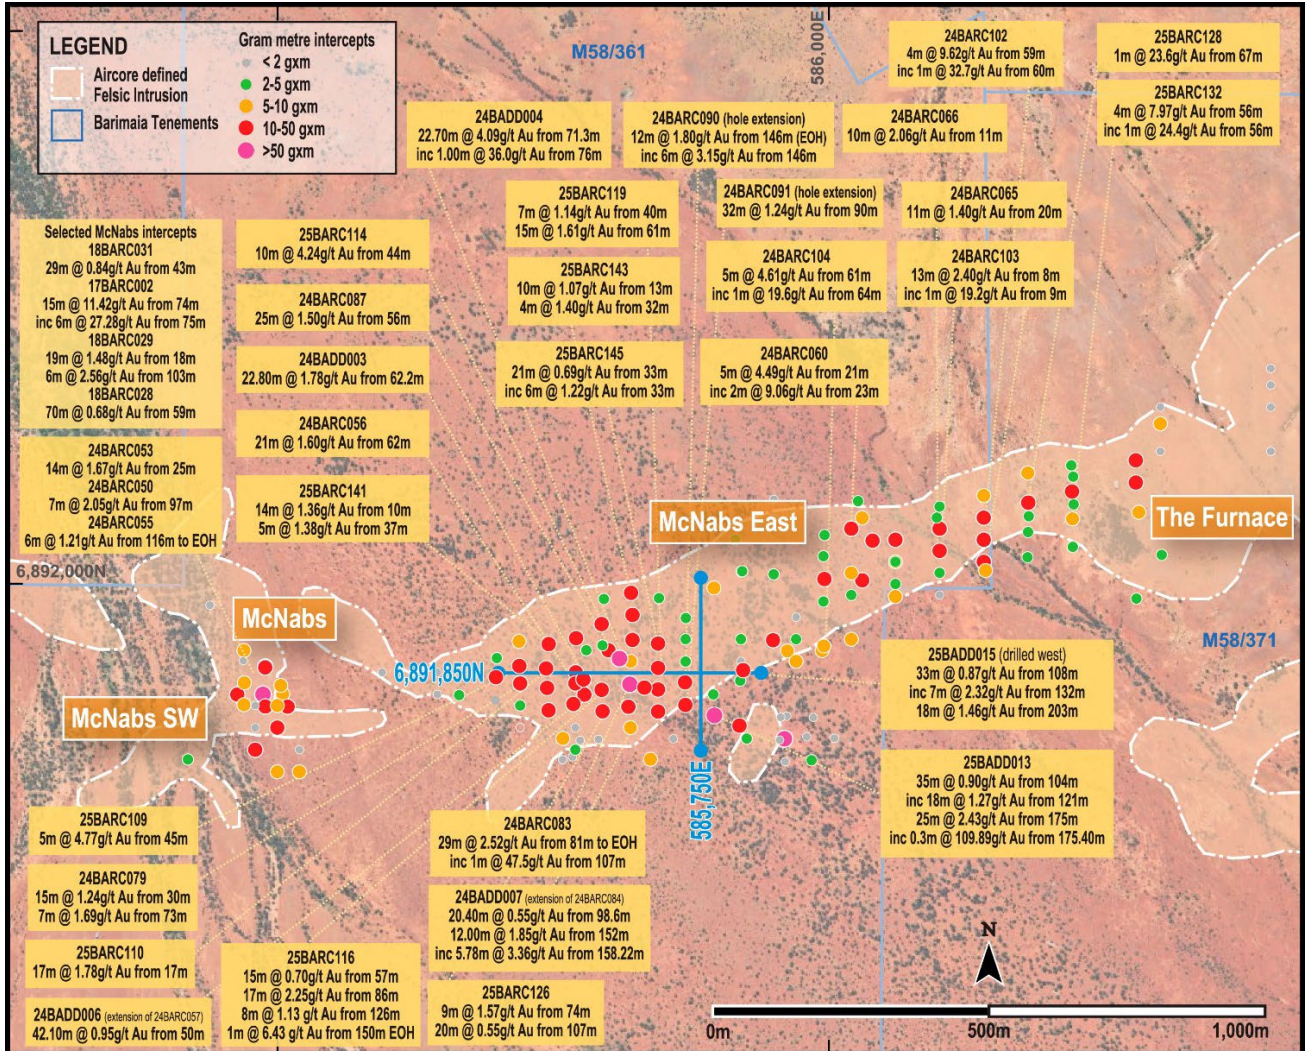 LEGEND
Aircore defined
Felsic Intrusion
Barimaia Tenements
Gram metre intercepts
< 2 gxm
2-5 gxm
5-10 gxm
10-50 gxm
>50 gxm
M58/361
586,000E
24BARC102
4m @ 9.62g/t Au from 59m
inc 1m @ 32.7g/t Au from 60m
25BARC128
1m @ 23.6g/t Au from 67m
25BARC132
4m @ 7.97g/t Au from 56m
inc 1m @ 24.4g/t Au from 56m
24BADD004
22.70m @ 4.09g/t Au from 71.3m
inc 1.00m @ 36.0g/t Au from 76m
24BARC090 (hole extension)
12m @ 1.80g/t Au from 146m (EOH)
inc 6m @ 3.15g/t Au from 146m
24BARC066
10m @ 2.06g/t Au from 11m
25BARC119
7m @ 1.14g/t Au from 40m
15m @ 1.61g/t Au from 61m
24BARC091 (hole extension)
32m @ 1.24g/t Au from 90m
24BARC065
11m @ 1.40g/t Au from 20m
Selected McNabs intercepts
18BARC031
29m @ 0.84g/t Au from 43m
17BARC002
15m @ 11.42g/t Au from 74m
inc 6m @ 27.28g/t Au from 75m
18BARC029
19m @ 1.48g/t Au from 18m
6m @ 2.56g/t Au from 103m
18BARC028
70m @ 0.68g/t Au from 59m
25BARC114
10m @ 4.24g/t Au from 44m
25BARC143
10m @ 1.07g/t Au from 13m
4m @ 1.40g/t Au from 32m
24BARC104
5m @ 4.61g/t Au from 61m
inc 1m @ 19.6g/t Au from 64m
24BARC103
13m @ 2.40g/t Au from 8m
inc 1m @ 19.2g/t Au from 9m
24BARC087
25m @ 1.50g/t Au from 56m
24BADD003
22.80m @ 1.78g/t Au from 62.2m
25BARC145
21m @ 0.69g/t Au from 33m
inc 6m @ 1.22g/t Au from 33m
24BARC060
5m @ 4.49g/t Au from 21m
inc 2m @ 9.06g/t Au from 23m
24BARC056
21m @ 1.60g/t Au from 62m
24BARC053
14m @ 1.67g/t Au from 25m
24BARC050
7m @ 2.05g/t Au from 97m
24BARC055
6m @ 1.21g/t Au from 116m to EOH
25BARC141
14m @ 1.36g/t Au from 10m
5m @ 1.38g/t Au from 37m
McNabs East
The Furnace
6,892,000N
McNabs
6,891,850N
McNabs SW
M58/371
585,750E
25BADD015 (drilled west)
33m @ 0.87g/t Au from 108m
inc 7m @ 2.32g/t Au from 132m
18m @ 1.46g/t Au from 203m
25BADD013
35m @ 0.90g/t Au from 104m
inc 18m @ 1.27g/t Au from 121m
25m @ 2.43g/t Au from 175m
inc 0.3m @ 109.89g/t Au from 175.40m
25BARC109
5m @ 4.77g/t Au from 45m
24BARC083
29m @ 2.52g/t Au from 81m to EOH
inc 1m @ 47.5g/t Au from 107m
24BARC079
15m @ 1.24g/t Au from 30m
7m @ 1.69g/t Au from 73m
24BADD007 (extension of 24BARC084)
20.40m @ 0.55g/t Au from 98.6m
12.00m @ 1.85g/t Au from 152m
inc 5.78m @ 3.36g/t Au from 158.22m
25BARC110
17m @ 1.78g/t Au from 17m
25BARC116
15m @ 0.70g/t Au from 57m
17m @ 2.25g/t Au from 86m
8m @ 1.13 g/t Au from 126m
1m @ 6.43 g/t Au from 150m EOH
25BARC126
9m @ 1.57g/t Au from 74m
20m @ 0.55g/t Au from 107m
24BADD006 (extension of 24BARC057)
42.10m @ 0.95g/t Au from 50m
N
0m
500m
1,000m